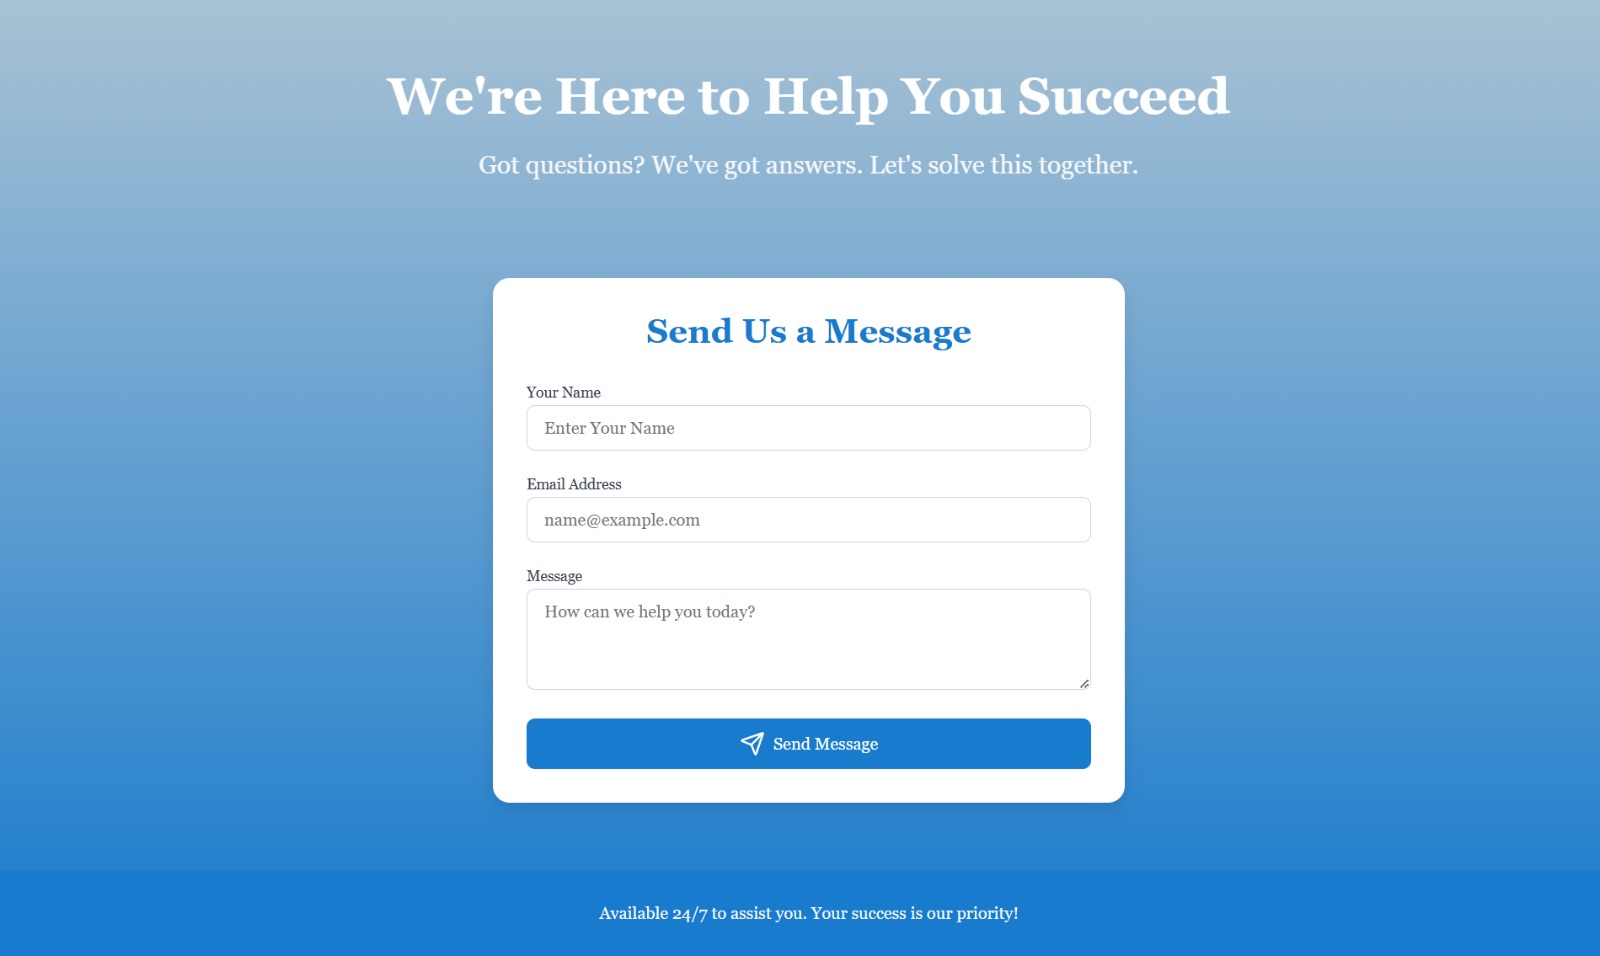 We're Here to Help You Succeed
Got questions? We've got answers. Let's solve this together.
Send Us a Message
Your Name
Enter Your Name
Email Address
name@example.com
Message
How can we help you today?
Send Message
Available 24/7 to assist you. Your success is our priority!